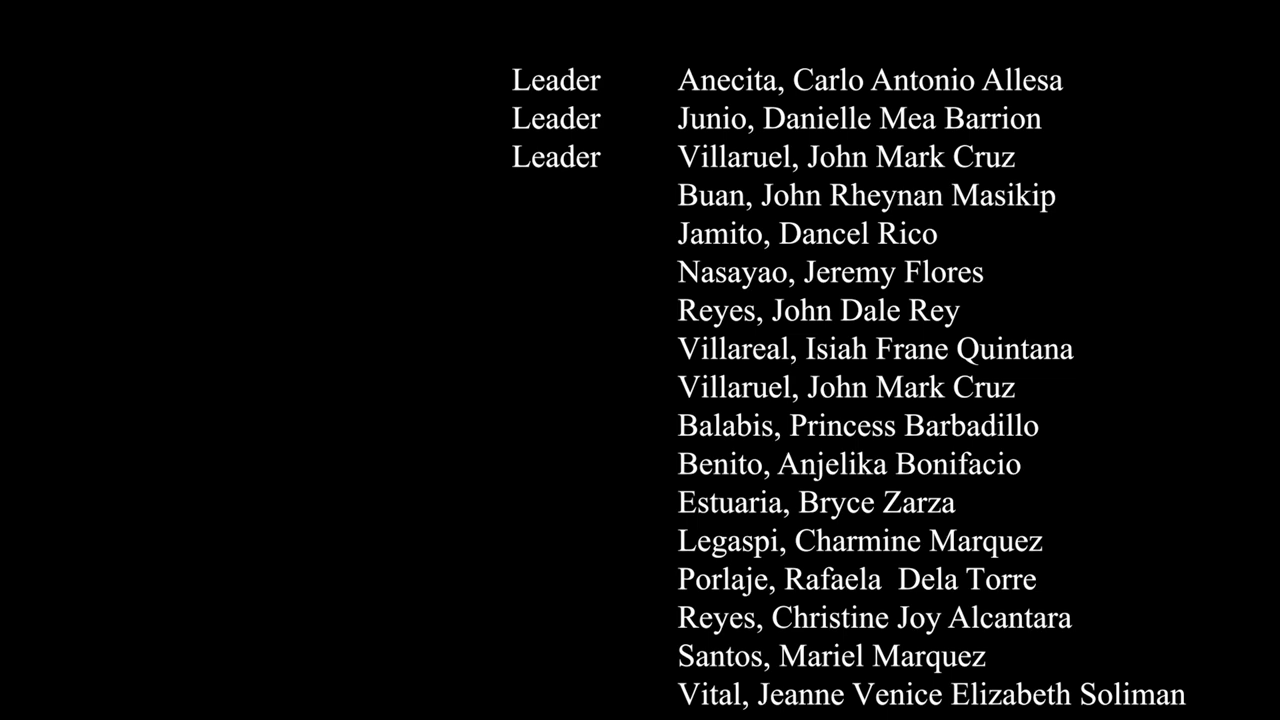 Leader Anecita, Carlo Antonio Allesa
Leader Junio, Danielle Mea Barrion
Leader Villaruel, John Mark Cruz
Buan, John Rheynan Masikip
Jamito, Dancel Rico
Nasayao, Jeremy Flores
Reyes, John Dale Rey
Villareal, Isiah Frane Quintana
Villaruel, John Mark Cruz
Balabis, Princess Barbadillo
Benito, Anjelika Bonifacio
Estuaria, Bryce Zarza
Legaspi, Charmine Marquez
Porlaje, Rafaela  Dela Torre
Reyes, Christine Joy Alcantara
Santos, Mariel Marquez
Vital, Jeanne Venice Elizabeth Soliman